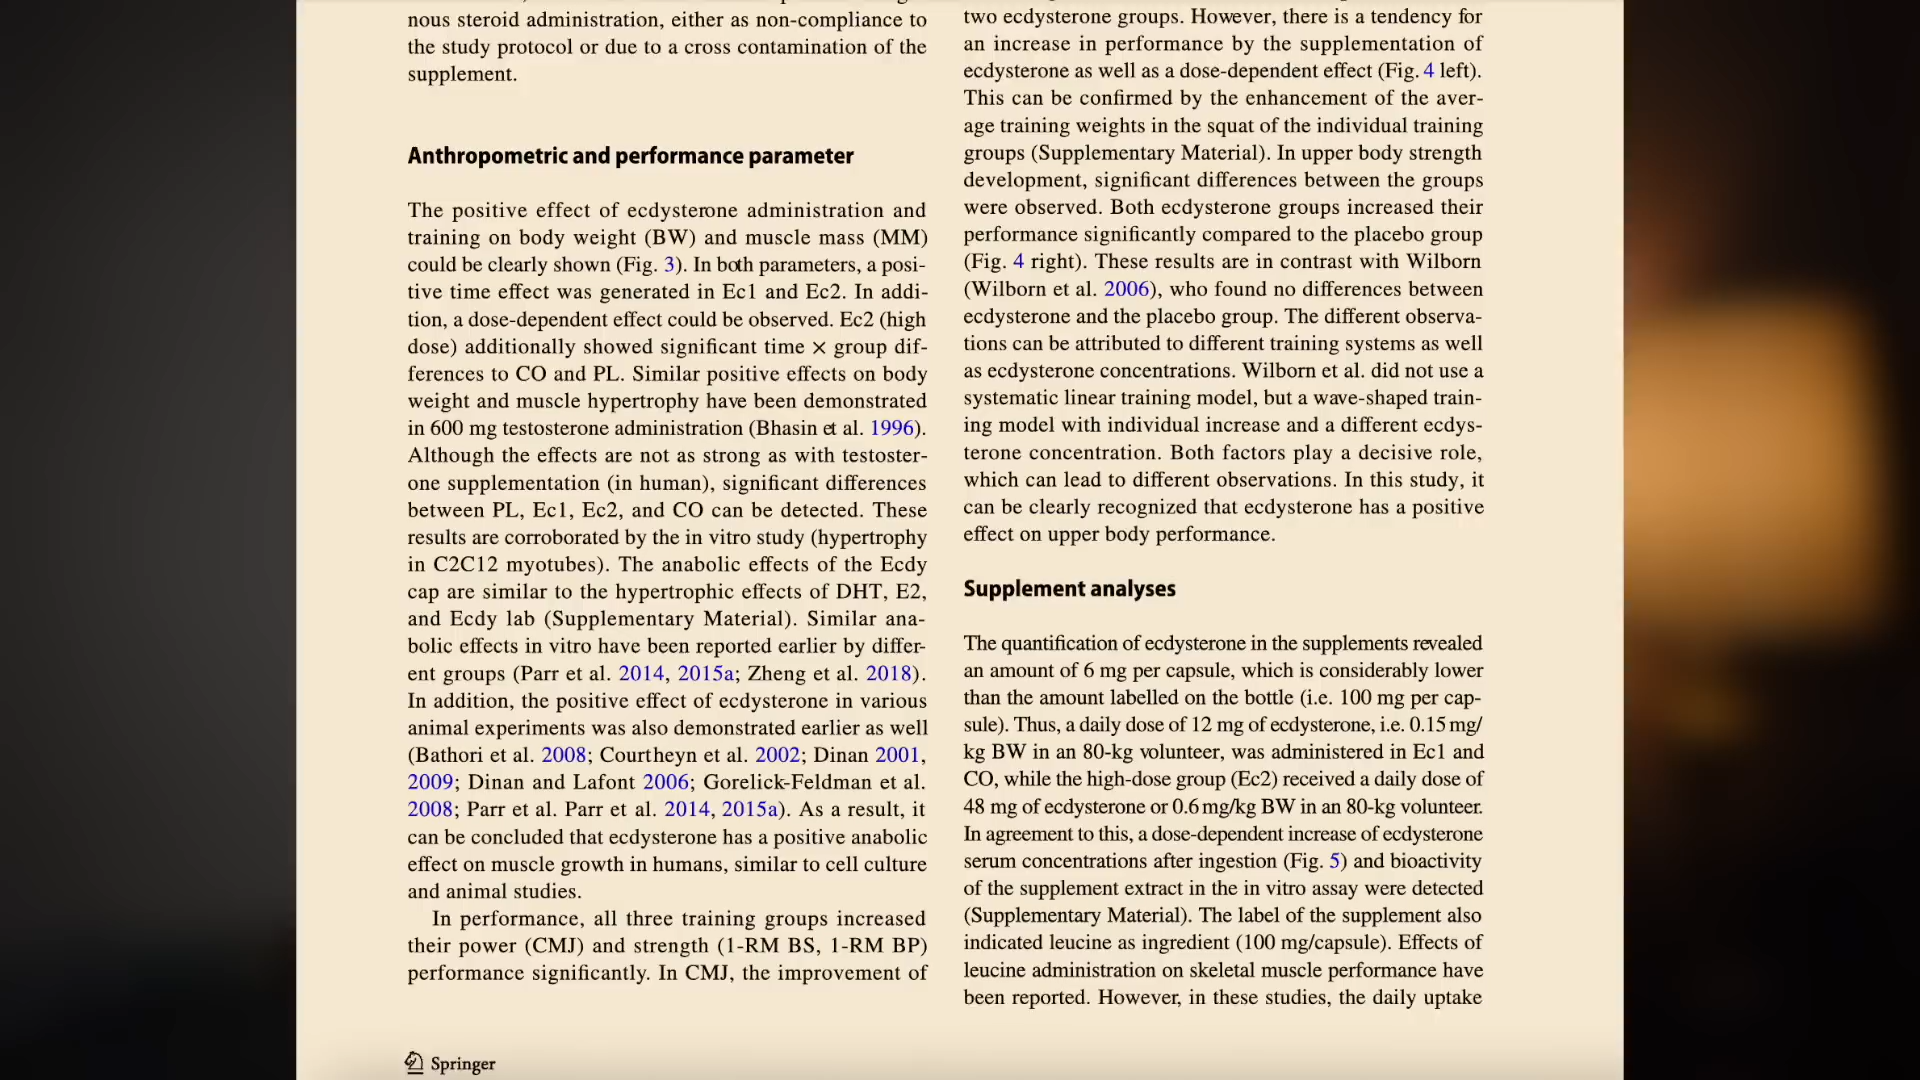 nous steroid administration, either as non-compliance to
the study protocol or due to a cross contamination of the
supplement.
Anthropometric and performance parameter
The positive effect of ecdysterone administration and
training on body weight (BW) and muscle mass (MM)
could be clearly shown (Fig. 3). In both parameters, a posi-
tive time effect was generated in Ec1 and Ec2. In addi-
tion, a dose-dependent effect could be observed. Ec2 (high
dose) additionally showed significant time × group dif-
ferences to CO and PL. Similar positive effects on body
weight and muscle hypertrophy have been demonstrated
in 600 mg testosterone administration (Bhasin et al. 1996).
Although the effects are not as strong as with testoster-
one supplementation (in human), significant differences
between PL, Ec1, Ec2, and CO can be detected. These
results are corroborated by the in vitro study (hypertrophy
in C2C12 myotubes). The anabolic effects of the Ecdy
cap are similar to the hypertrophic effects of DHT, E2,
and Ecdy lab (Supplementary Material). Similar ana-
bolic effects in vitro have been reported earlier by differ-
ent groups (Parr et al. 2014, 2015a; Zheng et al. 2018).
In addition, the positive effect of ecdysterone in various
animal experiments was also demonstrated earlier as well
(Bathori et al. 2008; Courtheyn et al. 2002; Dinan 2001,
2009; Dinan and Lafont 2006; Gorelick-Feldman et al.
2008; Parr et al. Parr et al. 2014, 2015a). As a result, it
can be concluded that ecdysterone has a positive anabolic
effect on muscle growth in humans, similar to cell culture
and animal studies.
In performance, all three training groups increased
their power (CMJ) and strength (1-RM BS, 1-RM BP)
performance significantly. In CMJ, the improvement of
two ecdysterone groups. However, there is a tendency for
an increase in performance by the supplementation of
ecdysterone as well as a dose-dependent effect (Fig. 4 left).
This can be confirmed by the enhancement of the aver-
age training weights in the squat of the individual training
groups (Supplementary Material). In upper body strength
development, significant differences between the groups
were observed. Both ecdysterone groups increased their
performance significantly compared to the placebo group
(Fig. 4 right). These results are in contrast with Wilborn
(Wilborn et al. 2006), who found no differences between
ecdysterone and the placebo group. The different observa-
tions can be attributed to different training systems as well
as ecdysterone concentrations. Wilborn et al. did not use a
systematic linear training model, but a wave-shaped train-
ing model with individual increase and a different ecdys-
terone concentration. Both factors play a decisive role,
which can lead to different observations. In this study, it
can be clearly recognized that ecdysterone has a positive
effect on upper body performance.
Supplement analyses
The quantification of ecdysterone in the supplements revealed
an amount of 6 mg per capsule, which is considerably lower
than the amount labelled on the bottle (i.e. 100 mg per cap-
sule). Thus, a daily dose of 12 mg of ecdysterone, i.e. 0.15 mg/
kg BW in an 80-kg volunteer, was administered in Ec1 and
CO, while the high-dose group (Ec2) received a daily dose of
48 mg of ecdysterone or 0.6 mg/kg BW in an 80-kg volunteer.
In agreement to this, a dose-dependent increase of ecdysterone
serum concentrations after ingestion (Fig. 5) and bioactivity
of the supplement extract in the in vitro assay were detected
(Supplementary Material). The label of the supplement also
indicated leucine as ingredient (100 mg/capsule). Effects of
leucine administration on skeletal muscle performance have
been reported. However, in these studies, the daily uptake
Springer